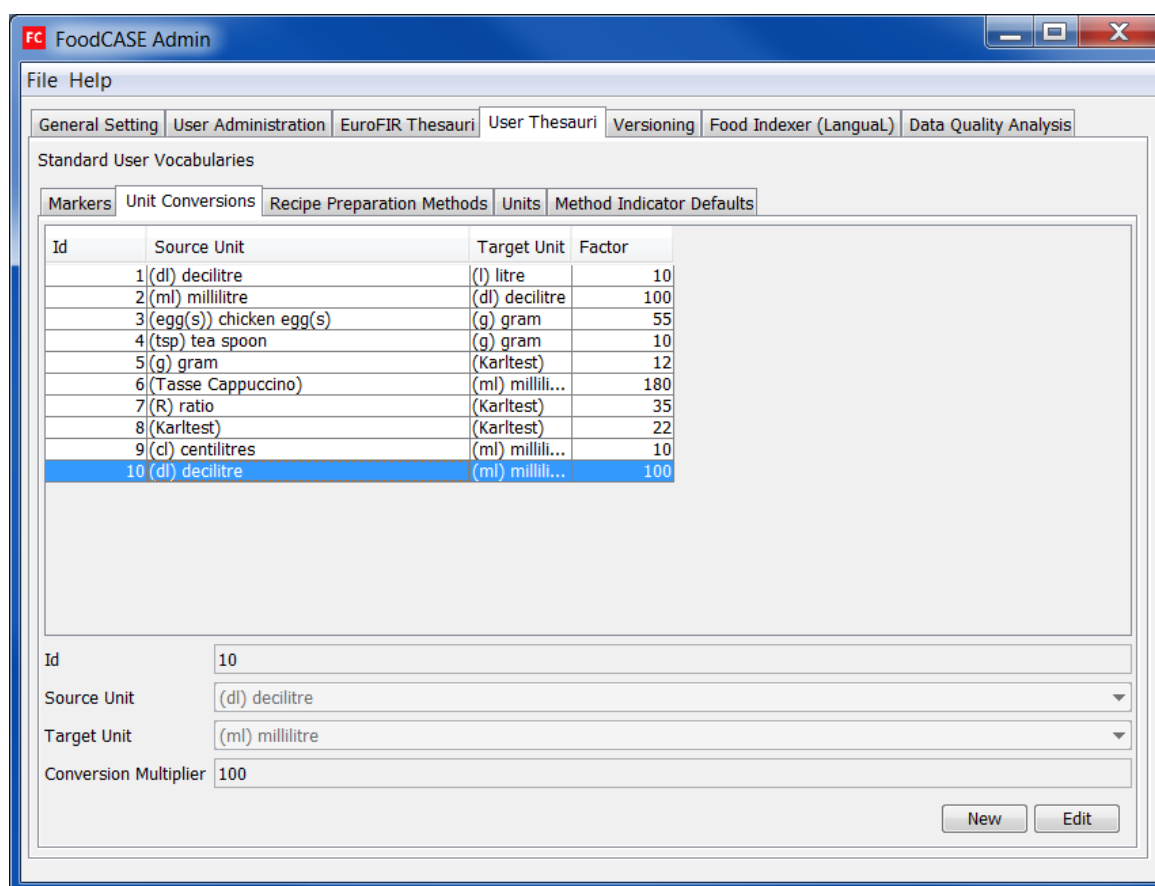 FC FoodCASE Admin
File Help
General Setting User Administration EuroFIR Thesauri User Thesauri Versioning Food Indexer (LanguaL) Data Quality Analysis
Standard User Vocabularies
Markers Unit Conversions Recipe Preparation Methods Units Method Indicator Defaults
Id Source Unit Target Unit Factor
1 (dl) decilitre (l) litre 10
2 (ml) millilitre (dl) decilitre 100
3 (egg(s)) chicken egg(s) (g) gram 55
4 (tsp) tea spoon (g) gram 10
5 (g) gram (Karltest) 12
6 (Tasse Cappuccino) (ml) millili... 180
7 (R) ratio (Karltest) 35
8 (Karltest) (Karltest) 22
9 (cl) centilitres (ml) millili... 10
10 (dl) decilitre (ml) millili... 100
Id 10
Source Unit (dl) decilitre
Target Unit (ml) millilitre
Conversion Multiplier 100
New Edit